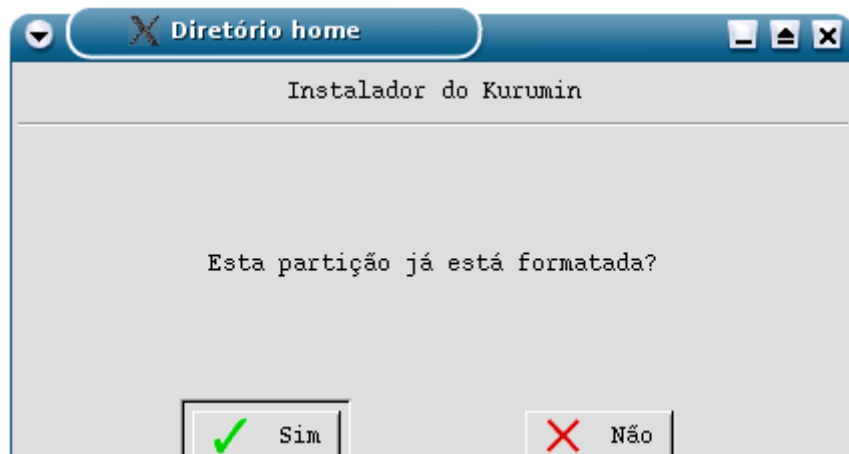 Diretório home
Instalador do Kurumin
Esta partição já está formatada?
Sim
Não